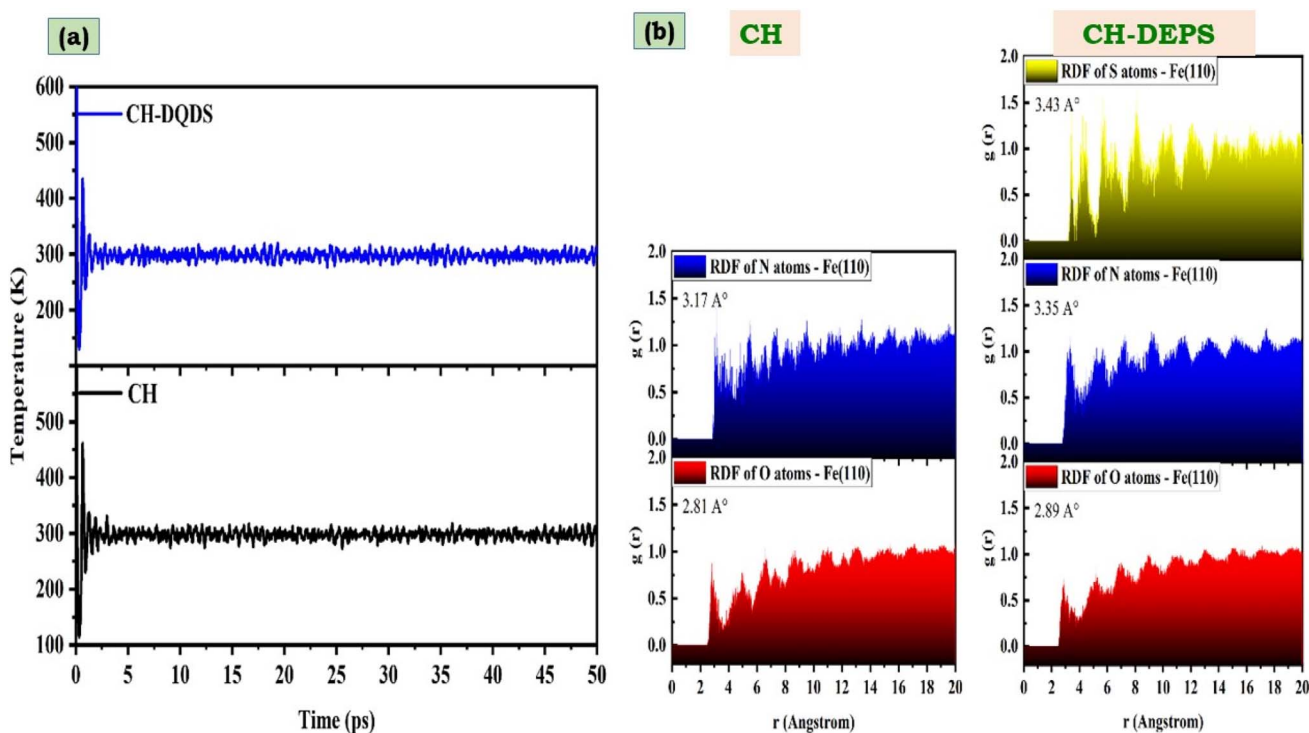 (a)
CH-DQDS
CH
Temperature (K)
600
550
500
450
400
350
300
250
200
500
400
300
200
100
0 5 10 15 20 25 30 35 40 45 50
Time (ps)
(b)
CH
CH-DEPS
RDF of N atoms - Fe(110)
3.17 A°
2.0
1.5
1.0
0.5
0.0
g (r)
RDF of O atoms - Fe(110)
2.81 A°
2.0
1.5
1.0
0.5
0.0
g (r)
0 2 4 6 8 10 12 14 16 18 20
r (Angstrom)
RDF of S atoms - Fe(110)
3.43 A°
2.0
1.5
1.0
0.5
0.0
g (r)
RDF of N atoms - Fe(110)
3.35 A°
2.0
1.5
1.0
0.5
0.0
g (r)
RDF of O atoms - Fe(110)
2.89 A°
2.0
1.5
1.0
0.5
0.0
g (r)
0 2 4 6 8 10 12 14 16 18 20
r (Angstrom)